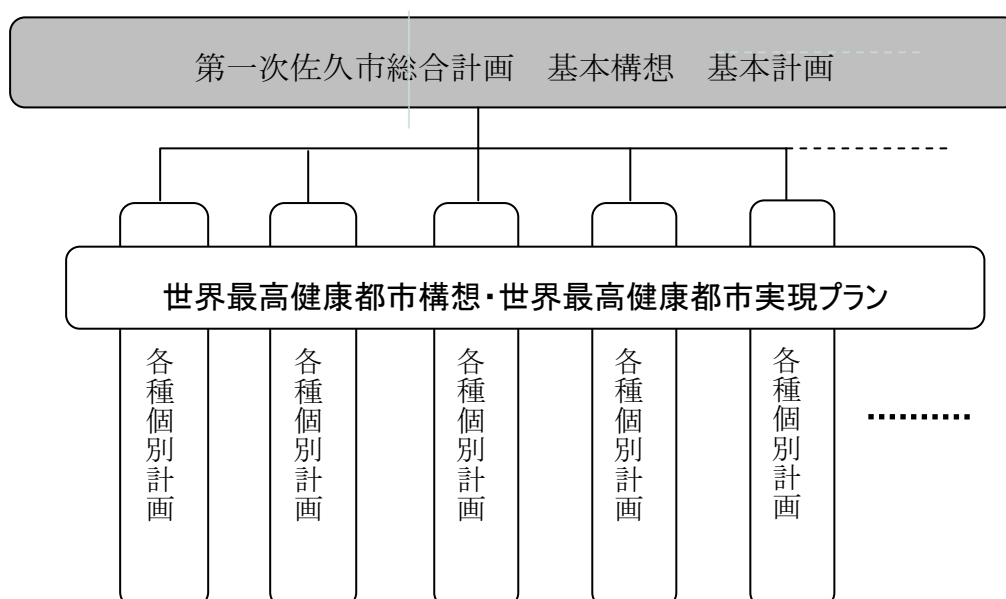 第一次佐久市総合計画　基本構想　基本計画
世界最高健康都市構想・世界最高健康都市実現プラン
各種個別計画
各種個別計画
各種個別計画
各種個別計画
各種個別計画